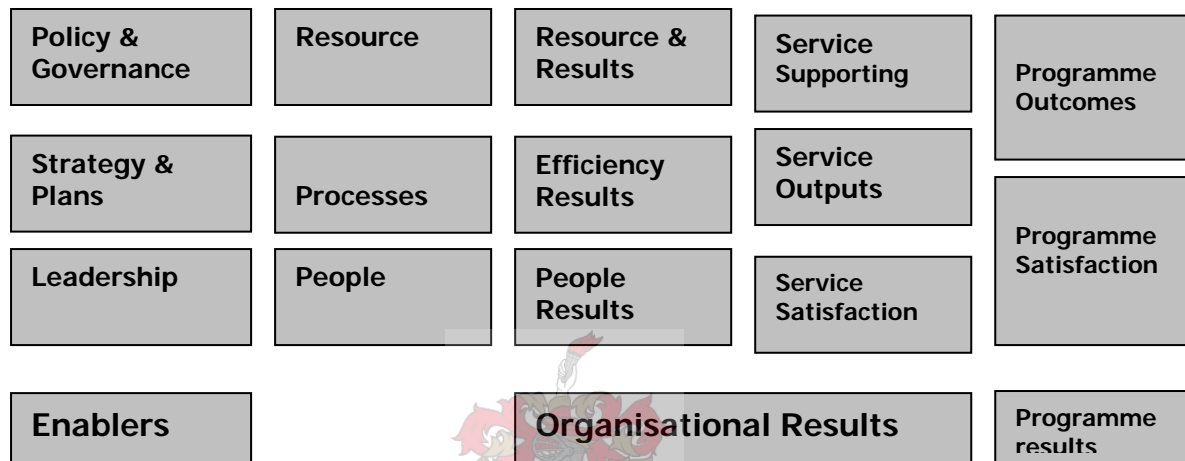 Policy &
Governance
Resource
Resource &
Results
Service
Supporting
Programme
Outcomes
Strategy &
Plans
Processes
Efficiency
Results
Service
Outputs
Programme
Satisfaction
Leadership
People
People
Results
Service
Satisfaction
Enablers
Organisational Results
Programme
results